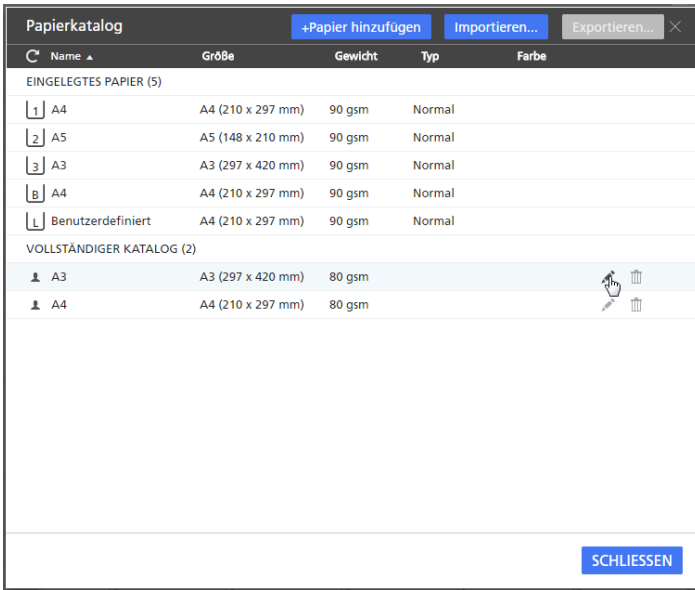 Papierkatalog +Papier hinzufügen Importieren... Exportieren...
Name Größe Gewicht Typ Farbe
EINGELEGTES PAPIER (5)
1 A4 A4 (210 x 297 mm) 90 gsm Normal
2 A5 A5 (148 x 210 mm) 90 gsm Normal
3 A3 A3 (297 x 420 mm) 90 gsm Normal
B A4 A4 (210 x 297 mm) 90 gsm Normal
L Benutzerdefiniert A4 (210 x 297 mm) 90 gsm Normal
VOLLSTÄNDIGER KATALOG (2)
A3 A3 (297 x 420 mm) 80 gsm
A4 A4 (210 x 297 mm) 80 gsm
SCHLIESSEN